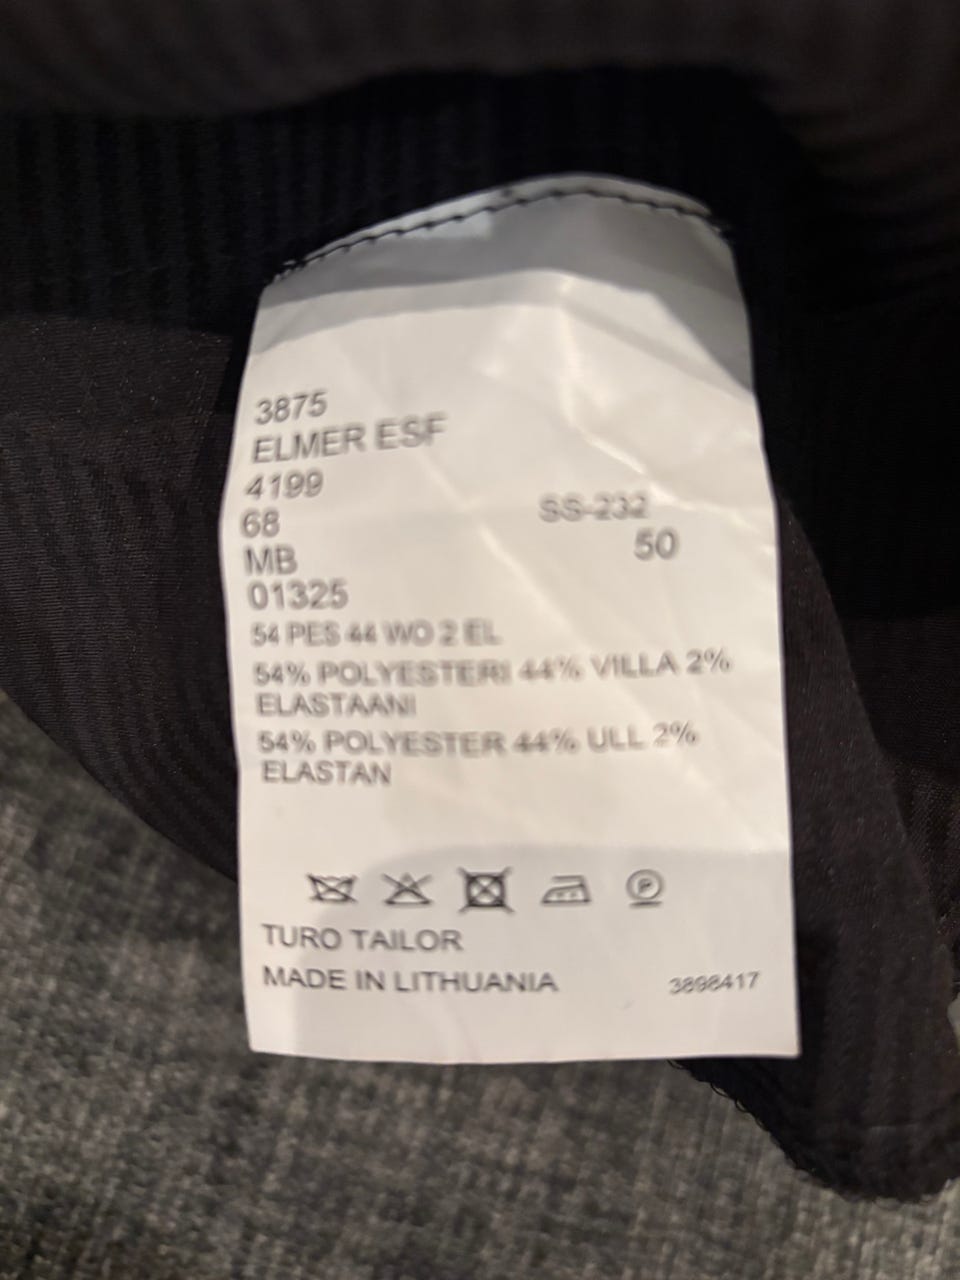 3875
ELMER ESF
4199
68 SS-232
MB 50
01325
54 PES 44 WO 2 EL
54% POLYESTERI 44% VILLA 2%
ELASTAANI
54% POLYESTER 44% ULL 2%
ELASTAN
P
TURO TAILOR
MADE IN LITHUANIA 3898417